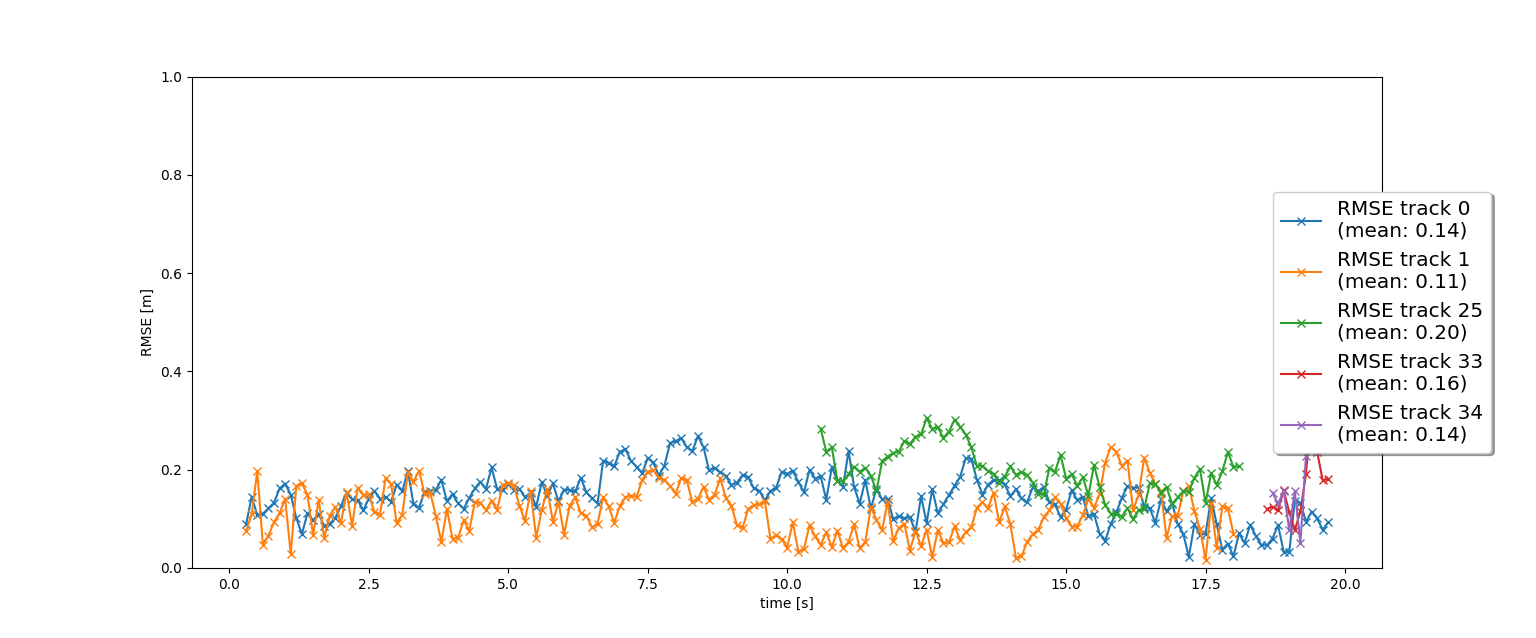 1.0
0.8
0.6
0.4
0.2
0.0
RMSE [m]
0.0 2.5 5.0 7.5 10.0 12.5 15.0 17.5 20.0
time [s]
RMSE track 0
(mean: 0.14)
RMSE track 1
(mean: 0.11)
RMSE track 25
(mean: 0.20)
RMSE track 33
(mean: 0.16)
RMSE track 34
(mean: 0.14)